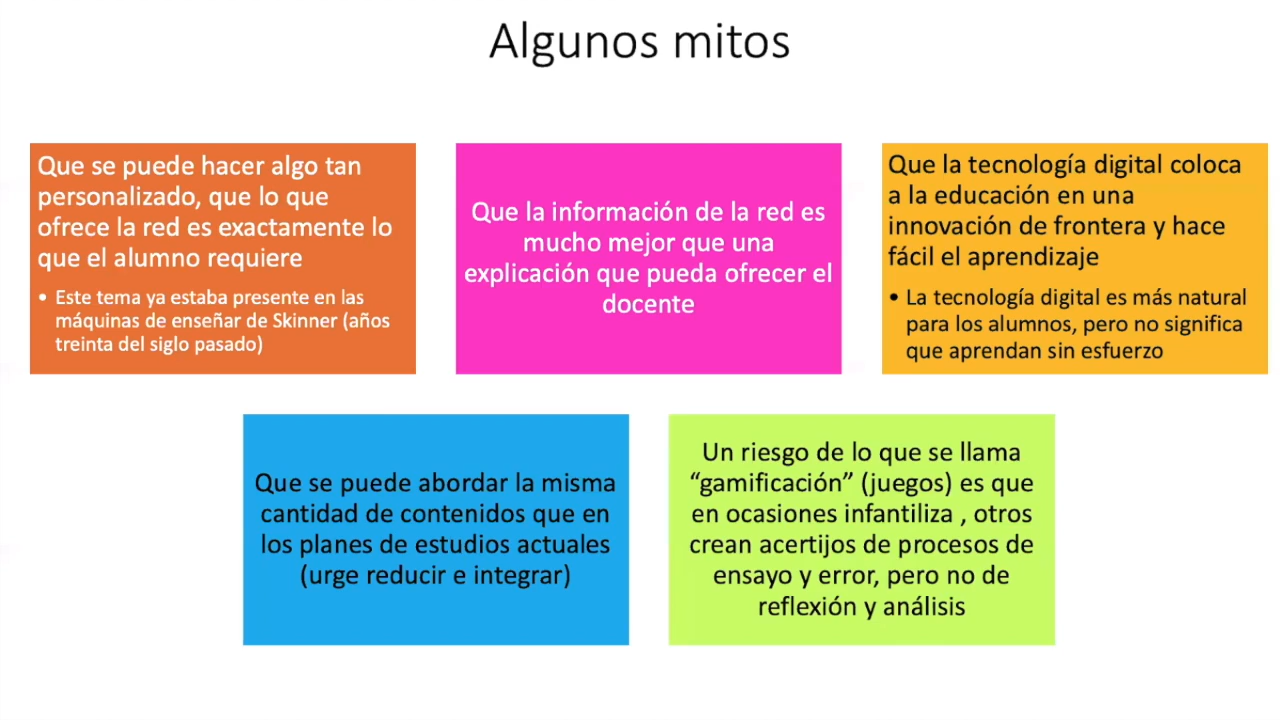 Algunos mitos
Que se puede hacer algo tan
personalizado, que lo que
ofrece la red es exactamente lo
que el alumno requiere
• Este tema ya estaba presente en las
máquinas de enseñar de Skinner (años
treinta del siglo pasado)
Que la información de la red es
mucho mejor que una
explicación que pueda ofrecer el
docente
Que la tecnología digital coloca
a la educación en una
innovación de frontera y hace
fácil el aprendizaje
• La tecnología digital es más natural
para los alumnos, pero no significa
que aprendan sin esfuerzo
Que se puede abordar la misma
cantidad de contenidos que en
los planes de estudios actuales
(urge reducir e integrar)
Un riesgo de lo que se llama
“gamificación” (juegos) es que
en ocasiones infantiliza , otros
crean acertijos de procesos de
ensayo y error, pero no de
reflexión y análisis